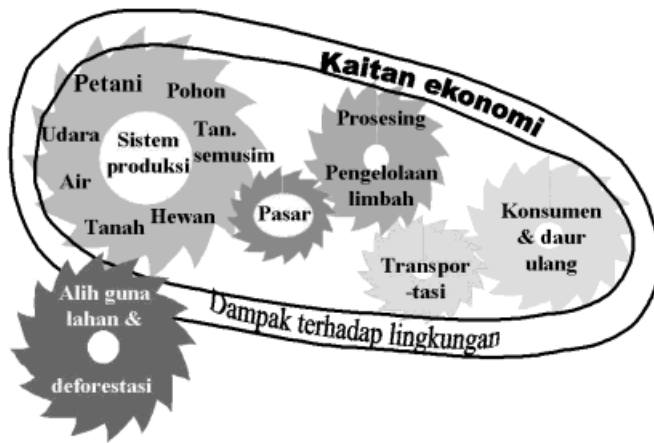 Kaitan ekonomi
Petani
Pohon
Udara
Sistem
produksi
Tan.
semusim
Air
Tanah
Hewan
Pasar
Prosesing
Pengelolaan
limbah
Konsumen
& daur
ulang
Transpor
-tasi
Alih guna
lahan &
deforestasi
Dampak terhadap lingkungan